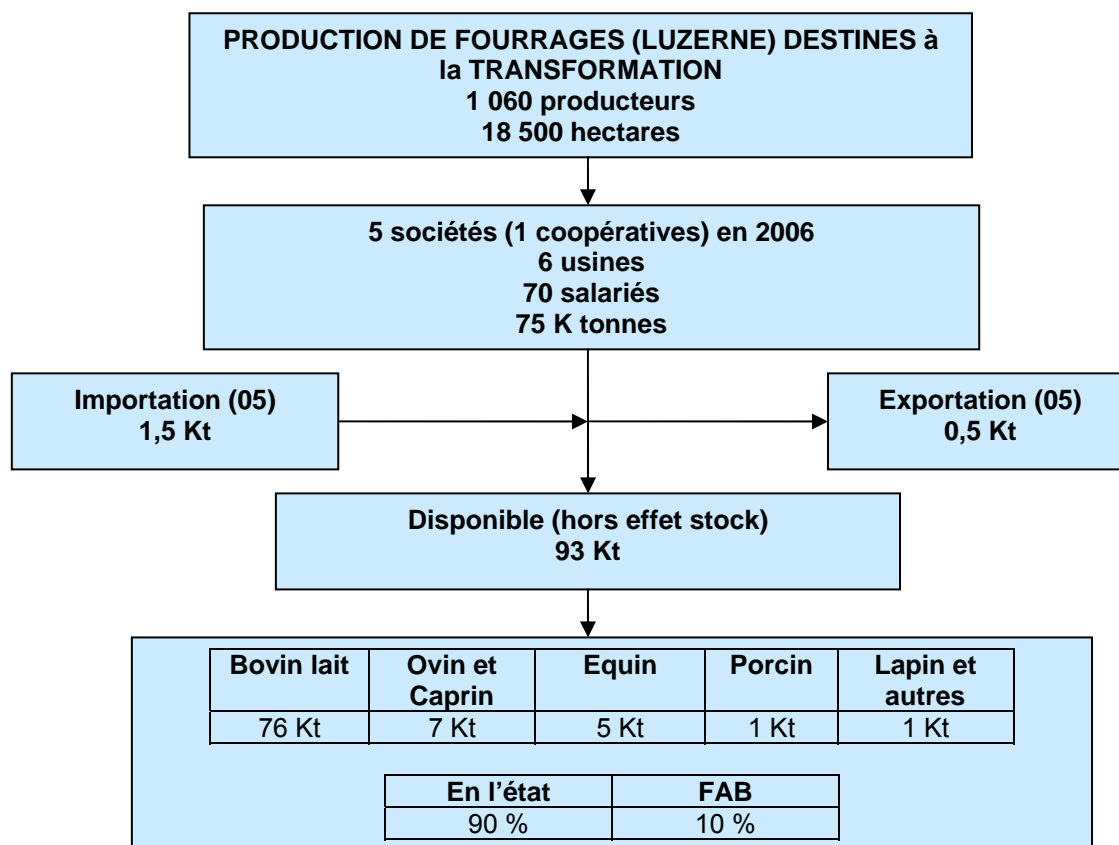 PRODUCTION DE FOURRAGES (LUZERNE) DESTINES à
la TRANSFORMATION
1 060 producteurs
18 500 hectares
5 sociétés (1 coopératives) en 2006
6 usines
70 salariés
75 K tonnes
Importation (05)
1,5 Kt
Exportation (05)
0,5 Kt
Disponible (hors effet stock)
93 Kt
Bovin lait
Ovin et
Caprin
Equin
Porcin
Lapin et
autres
76 Kt
7 Kt
5 Kt
1 Kt
1 Kt
En l'état
FAB
90 %
10 %